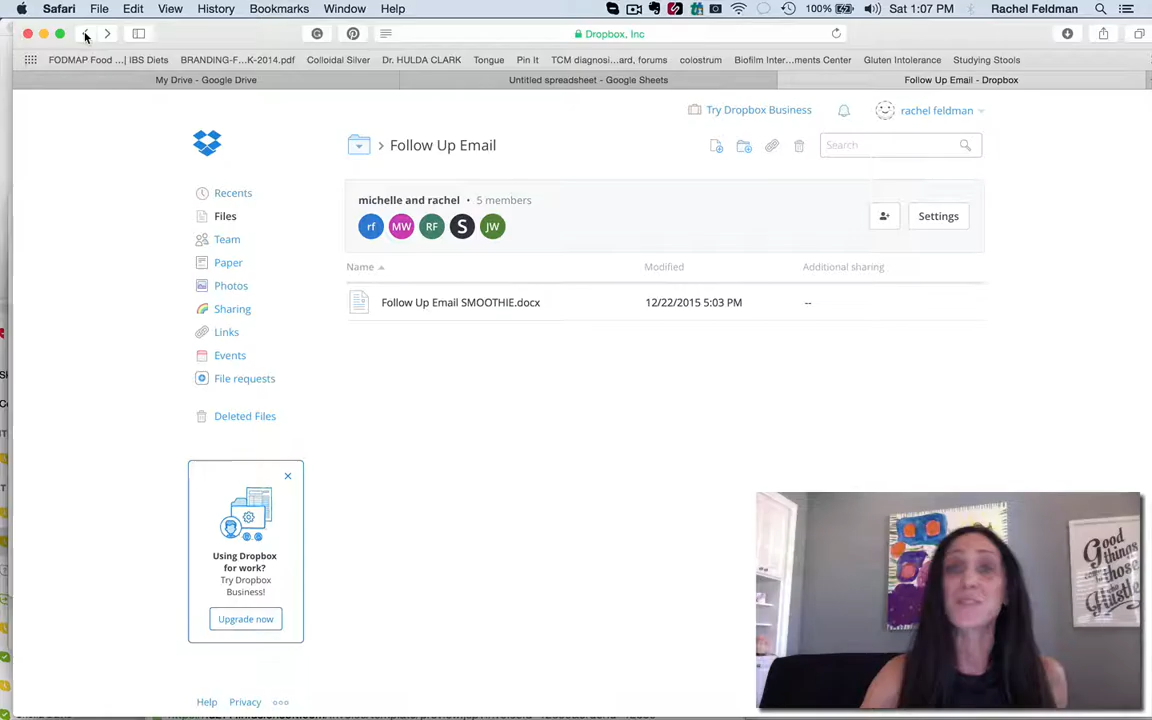 Safari File Edit View History Bookmarks Window Help 100% Sat 1:07 PM Rachel Feldman
Dropbox, Inc
FODMAP Food ...| IBS Diets BRANDING-F...K-2014.pdf Colloidal Silver Dr. HULDA CLARK Tongue Pin It TCM diagnosi...ard, forums colostrum Biofilm Inter...ments Center Gluten Intolerance Studying Stools
My Drive - Google Drive Untitled spreadsheet - Google Sheets Follow Up Email - Dropbox
Try Dropbox Business rachel feldman
Follow Up Email Search
michelle and rachel • 5 members
rf MW RF S JW Settings
Name Modified Additional sharing
Follow Up Email SMOOTHIE.docx 12/22/2015 5:03 PM --
Recents
Files
Team
Paper
Photos
Sharing
Links
Events
File requests
Deleted Files
Using Dropbox
for work?
Try Dropbox
Business!
Upgrade now
Help Privacy
Good
things
those
who
Hustle